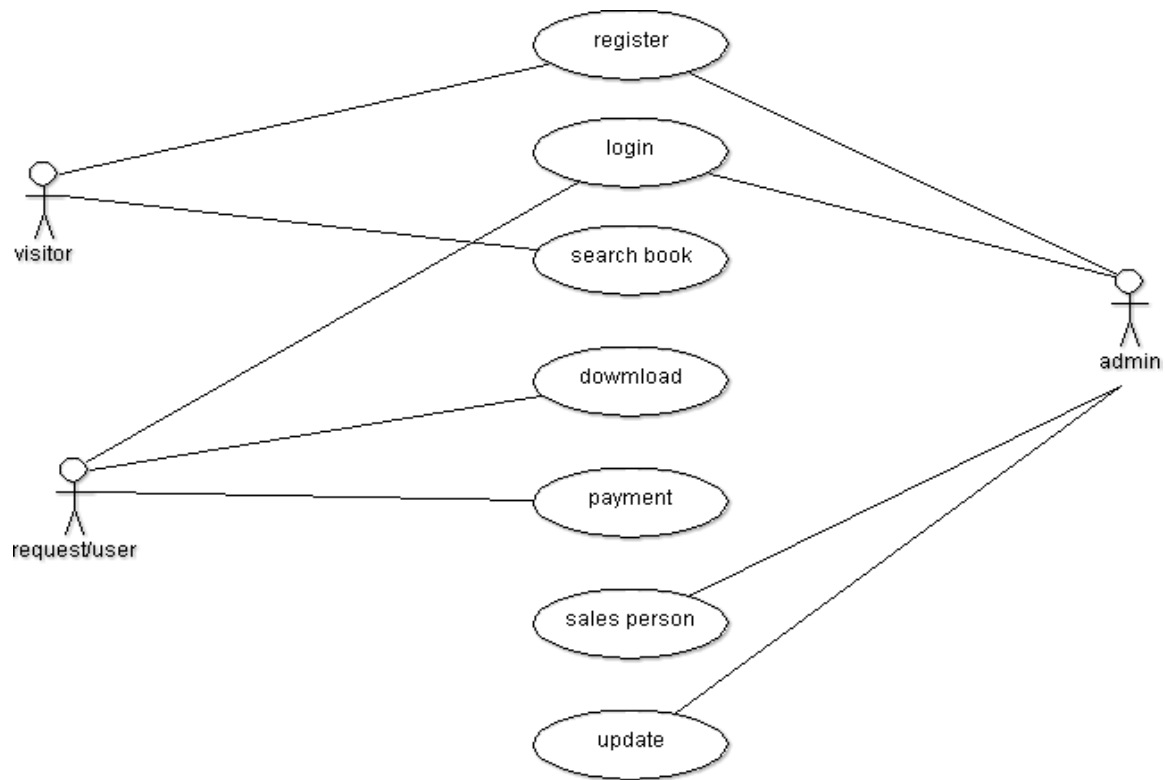 register
login
visitor
search book
admin
dowmload
payment
request/user
sales person
update